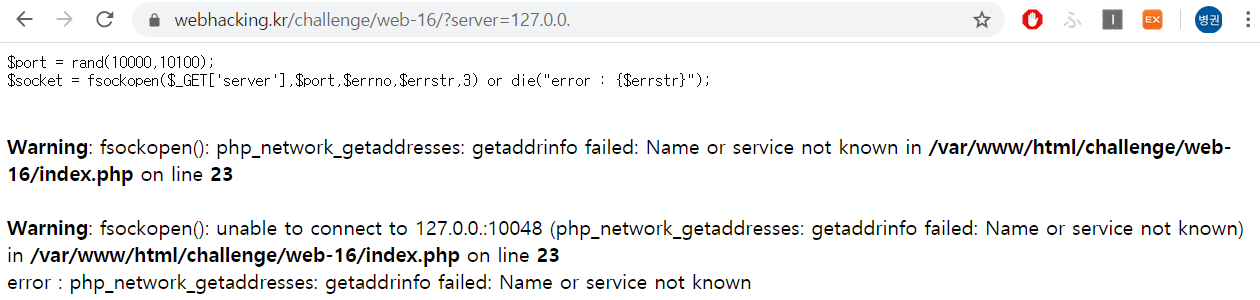 webhacking.kr/challenge/web-16/?server=127.0.0.
EX
병권
$port = rand(10000,10100);
$socket = fsockopen($_GET['server'],$port,$errno,$errstr,3) or die("error : {$errstr}");
Warning: fsockopen(): php_network_getaddresses: getaddrinfo failed: Name or service not known in /var/www/html/challenge/web-
16/index.php on line 23
Warning: fsockopen(): unable to connect to 127.0.0.:10048 (php_network_getaddresses: getaddrinfo failed: Name or service not known)
in /var/www/html/challenge/web-16/index.php on line 23
error : php_network_getaddresses: getaddrinfo failed: Name or service not known